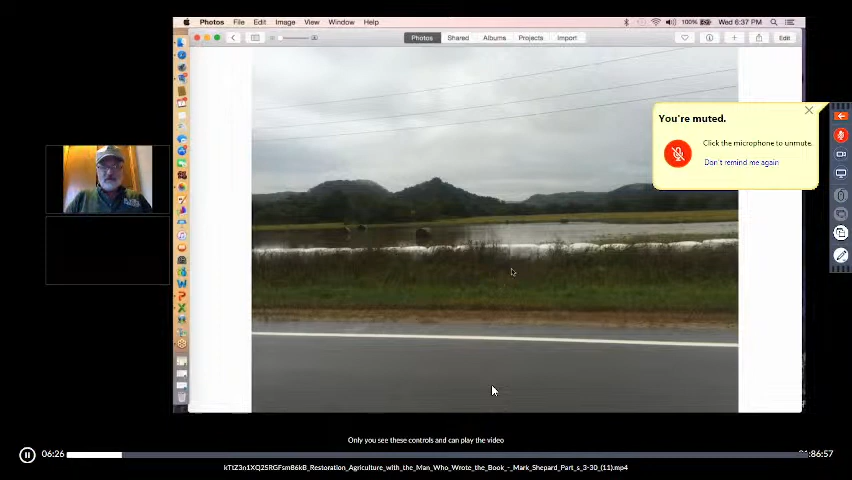 Photos File Edit Image View Window Help 100% Wed 6:37 PM
Photos Shared Albums Projects Import Edit
You're muted.
Click the microphone to unmute.
Don't remind me again
Only you see these controls and can play the video
06:26
kTtZ3n1XQ2SRGFsm86kB_Restoration_Agriculture_with_the_Man_Who_Wrote_the_Book_-_Mark_Shepard_Part_s_3-30_(11).mp4